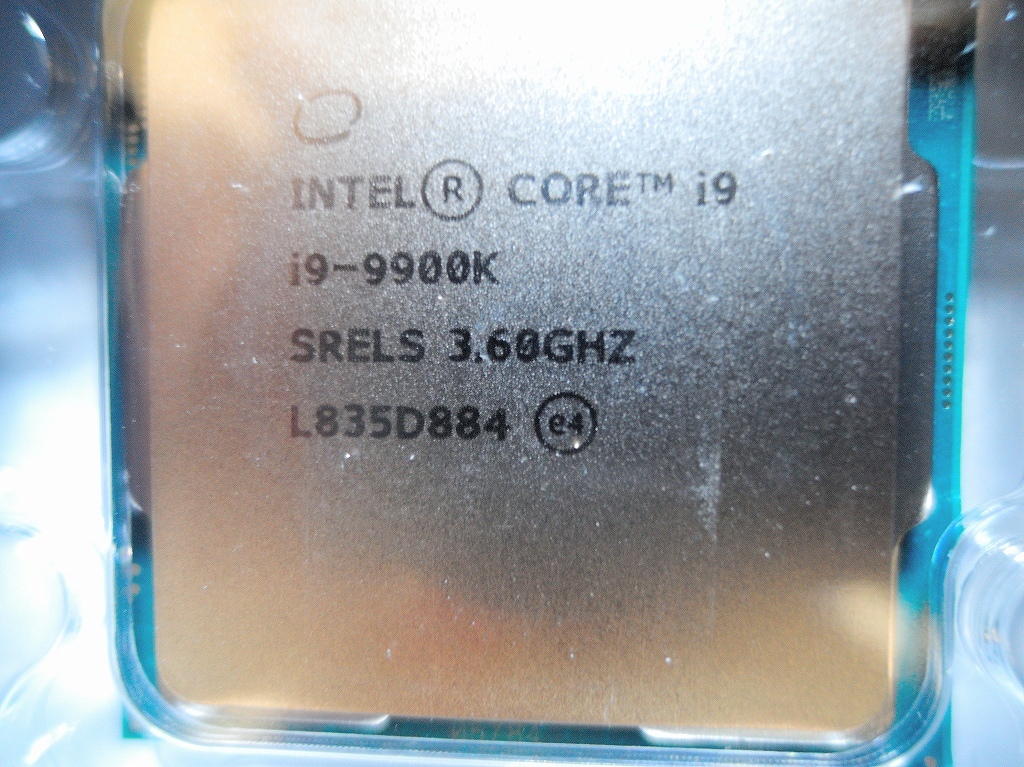 INTEL® CORE™ i9
i9-9900K
SRELS 3.60GHZ
L835D884 e4